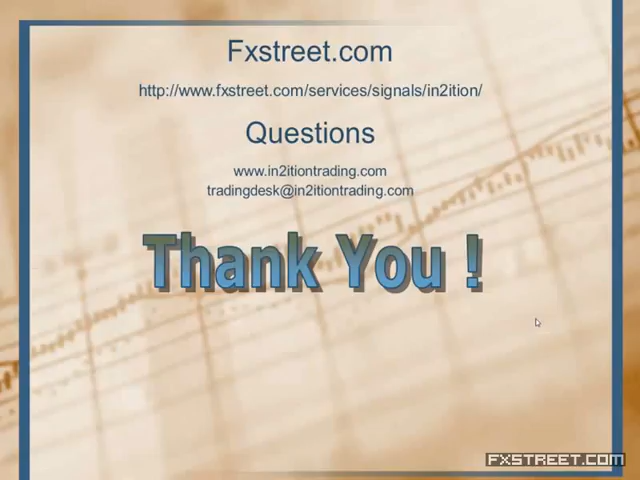 Fxstreet.com
http://www.fxstreet.com/services/signals/in2ition/
Questions
www.in2itiontrading.com
tradingdesk@in2itiontrading.com
Thank You !
FXSTREET.COM